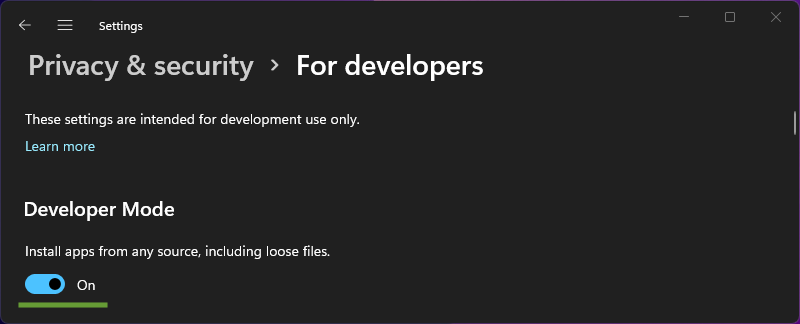 Settings
Privacy & security > For developers
These settings are intended for development use only.
Learn more
Developer Mode
Install apps from any source, including loose files.
On